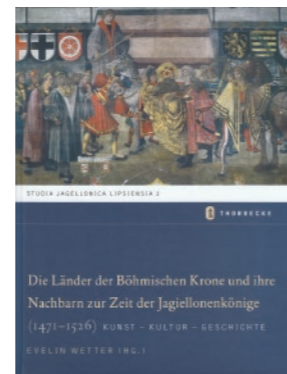 STUDIA JAGELLONICA LIPSIENSIA 2
THORBECKE
Die Länder der Böhmischen Krone und ihre
Nachbarn zur Zeit der Jagiellonenkönige
(1471–1526) KUNST – KULTUR – GESCHICHTE
EVELIN WETTER (HG.)